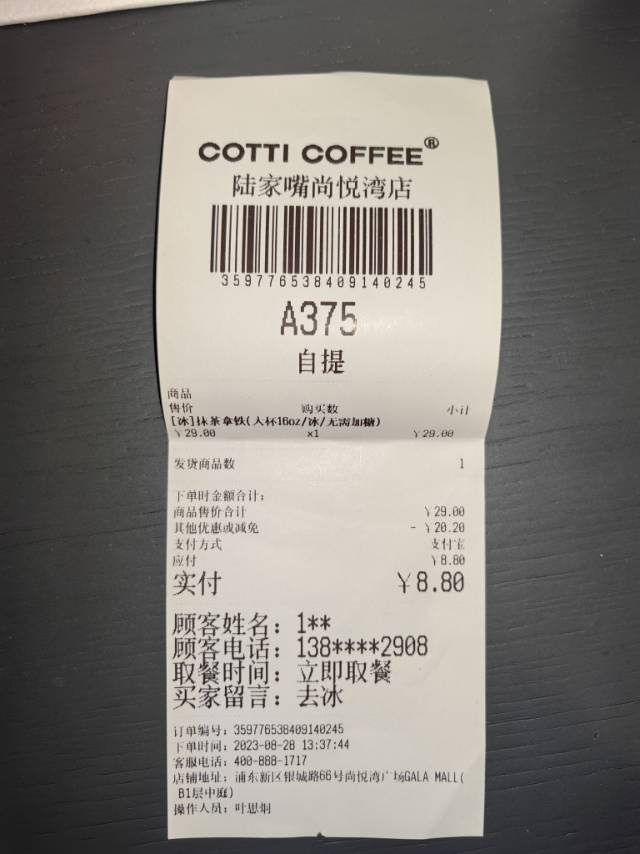 COTTI COFFEE®
陆家嘴尚悦湾店
359776538409140245
A375
自提
商品
售价 购买数 小计
[冰]抹茶拿铁(大杯16oz/冰/无需加糖)
￥29.00 ×1 ￥29.00
发货商品数 1
下单时金额合计：
商品售价合计 ￥29.00
其他优惠或减免 - ￥20.20
支付方式 支付宝
应付 ￥8.80
实付 ￥8.80
顾客姓名：1**
顾客电话：138****2908
取餐时间：立即取餐
买家留言：去冰
订单编号：359776538409140245
下单时间：2023-08-28 13:37:44
客服电话：400-888-1717
店铺地址：浦东新区银城路66号尚悦湾广场GALA MALL(
B1层中庭)
操作人员：叶思炯